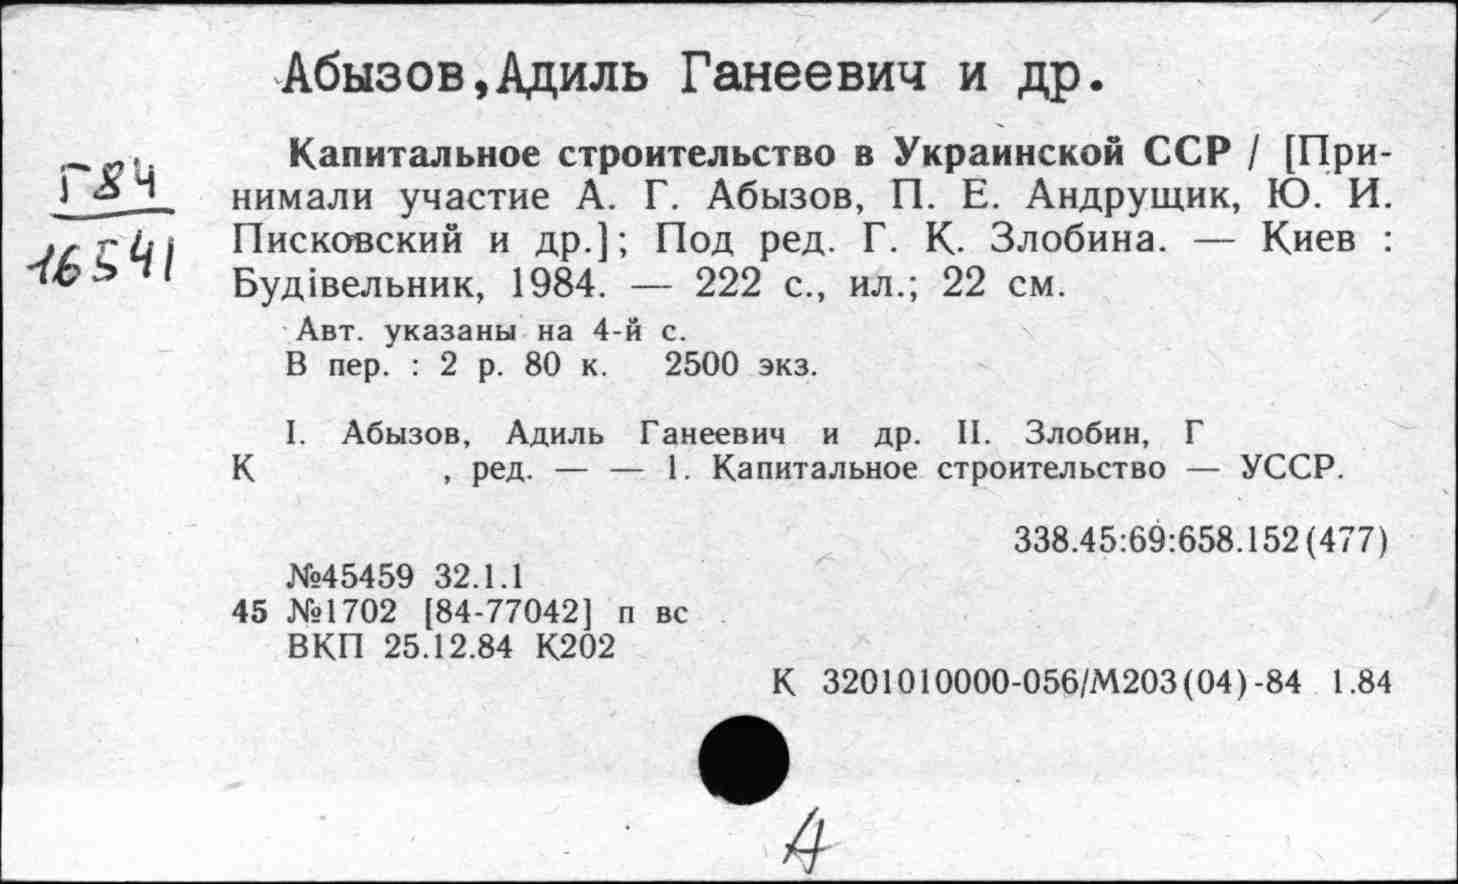 Абызов,Адиль Ганеевич и др.
Г84
16541
Капитальное строительство в Украинской ССР / [При-
нимали участие А. Г. Абызов, П. Е. Андрущик, Ю. И.
Писковский и др.]; Под ред. Г. К. Злобина. — Киев :
Будівельник, 1984. — 222 с., ил.; 22 см.
Авт. указаны на 4-й с.
В пер. : 2 р. 80 к. 2500 экз.
I. Абызов, Адиль Ганеевич и др. II. Злобин, Г
К , ред. — — 1. Капитальное строительство — УССР.
338.45:69:658.152(477)
№45459 32.1.1
45 №1702 [84-77042] п вс
ВКП 25.12.84 К202
К 3201010000-056/М203(04)-84 1.84
А